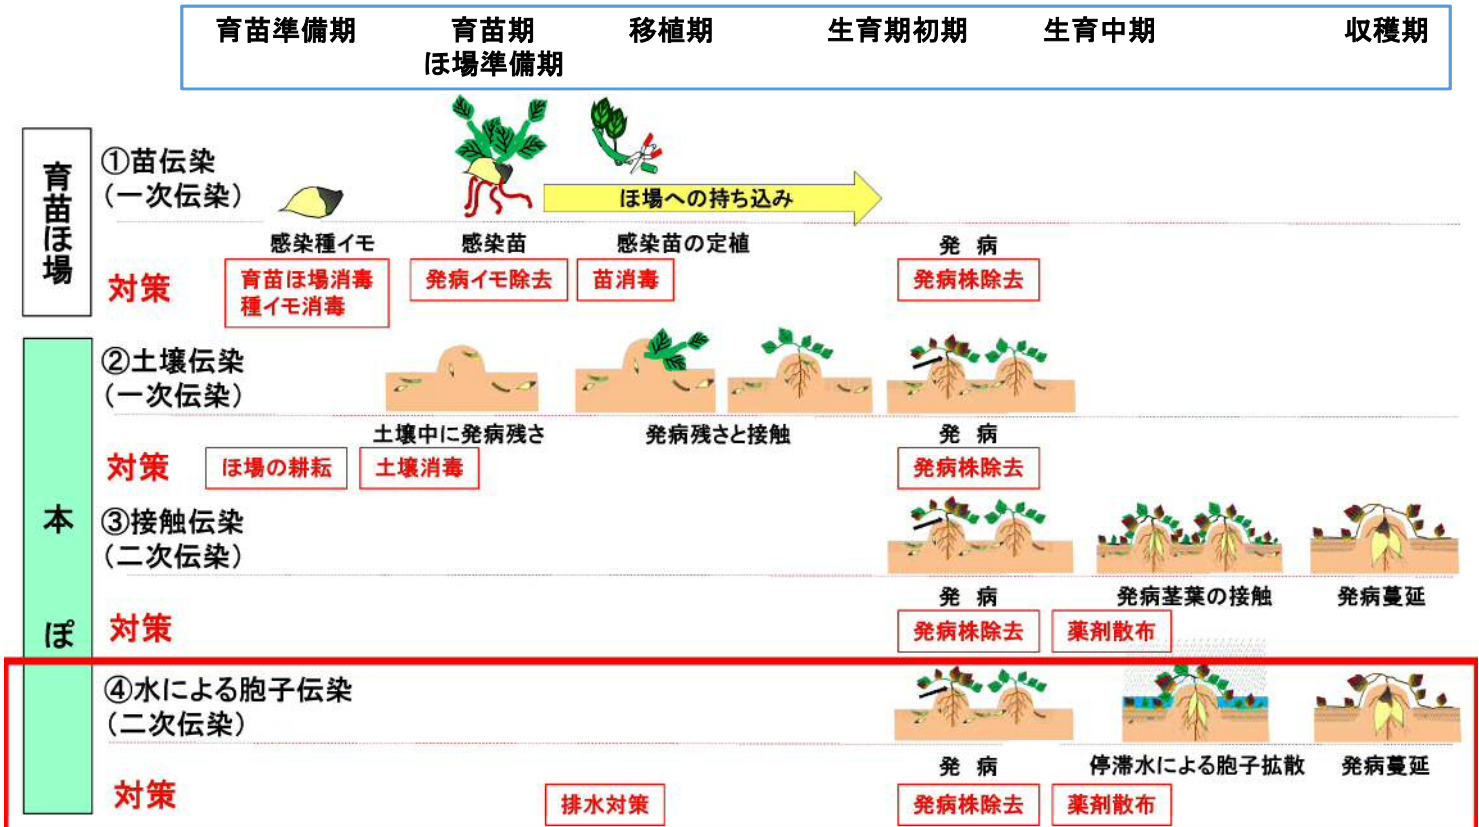 育苗準備期
育苗期
ほ場準備期
移植期
生育期初期
生育中期
収穫期
育苗ほ場
①苗伝染
(一次伝染)
ほ場への持ち込み
感染種イモ
感染苗
感染苗の定植
発 病
対策
育苗ほ場消毒
種イモ消毒
発病イモ除去
苗消毒
発病株除去
本ぽ
②土壌伝染
(一次伝染)
土壌中に発病残さ
発病残さと接触
発 病
対策
ほ場の耕耘
土壌消毒
発病株除去
③接触伝染
(二次伝染)
発 病
発病茎葉の接触
発病蔓延
対策
発病株除去
薬剤散布
④水による胞子伝染
(二次伝染)
発 病
停滞水による胞子拡散
発病蔓延
対策
排水対策
発病株除去
薬剤散布